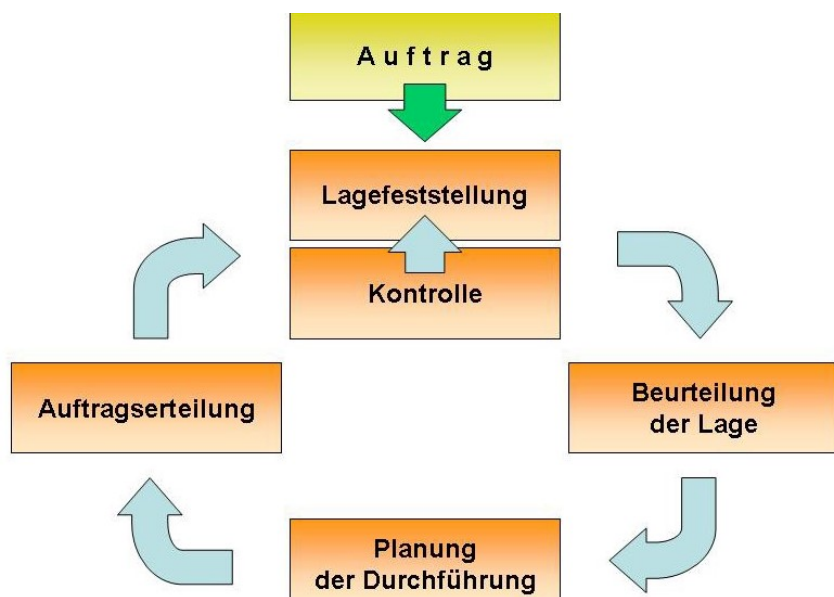 A u f t r a g
Lagefeststellung
Kontrolle
Auftragserteilung
Beurteilung
der Lage
Planung
der Durchführung